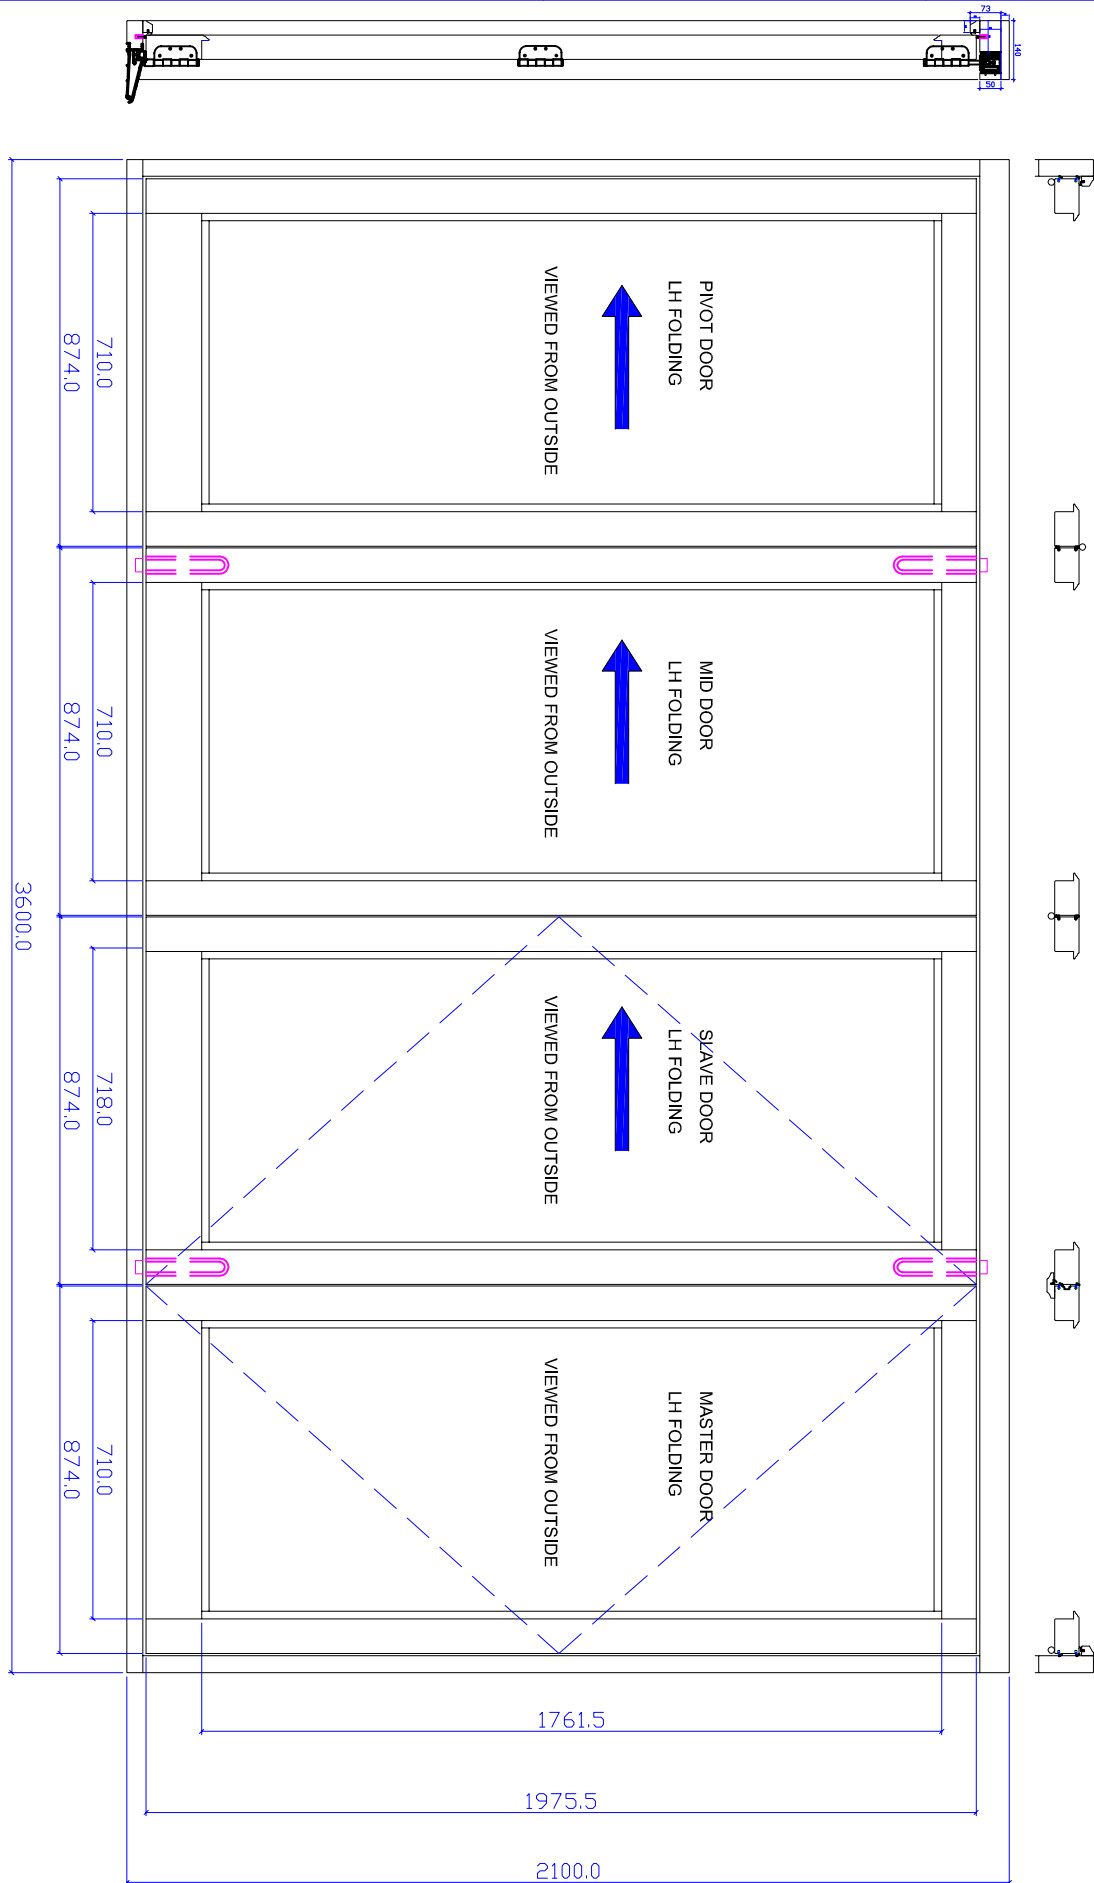 73
140
50
PIVOT DOOR
LH FOLDING
VIEWED FROM OUTSIDE
MID DOOR
LH FOLDING
VIEWED FROM OUTSIDE
SLAVE DOOR
LH FOLDING
VIEWED FROM OUTSIDE
MASTER DOOR
LH FOLDING
VIEWED FROM OUTSIDE
710.0
874.0
710.0
874.0
718.0
874.0
710.0
874.0
3600.0
1761.5
1975.5
2100.0